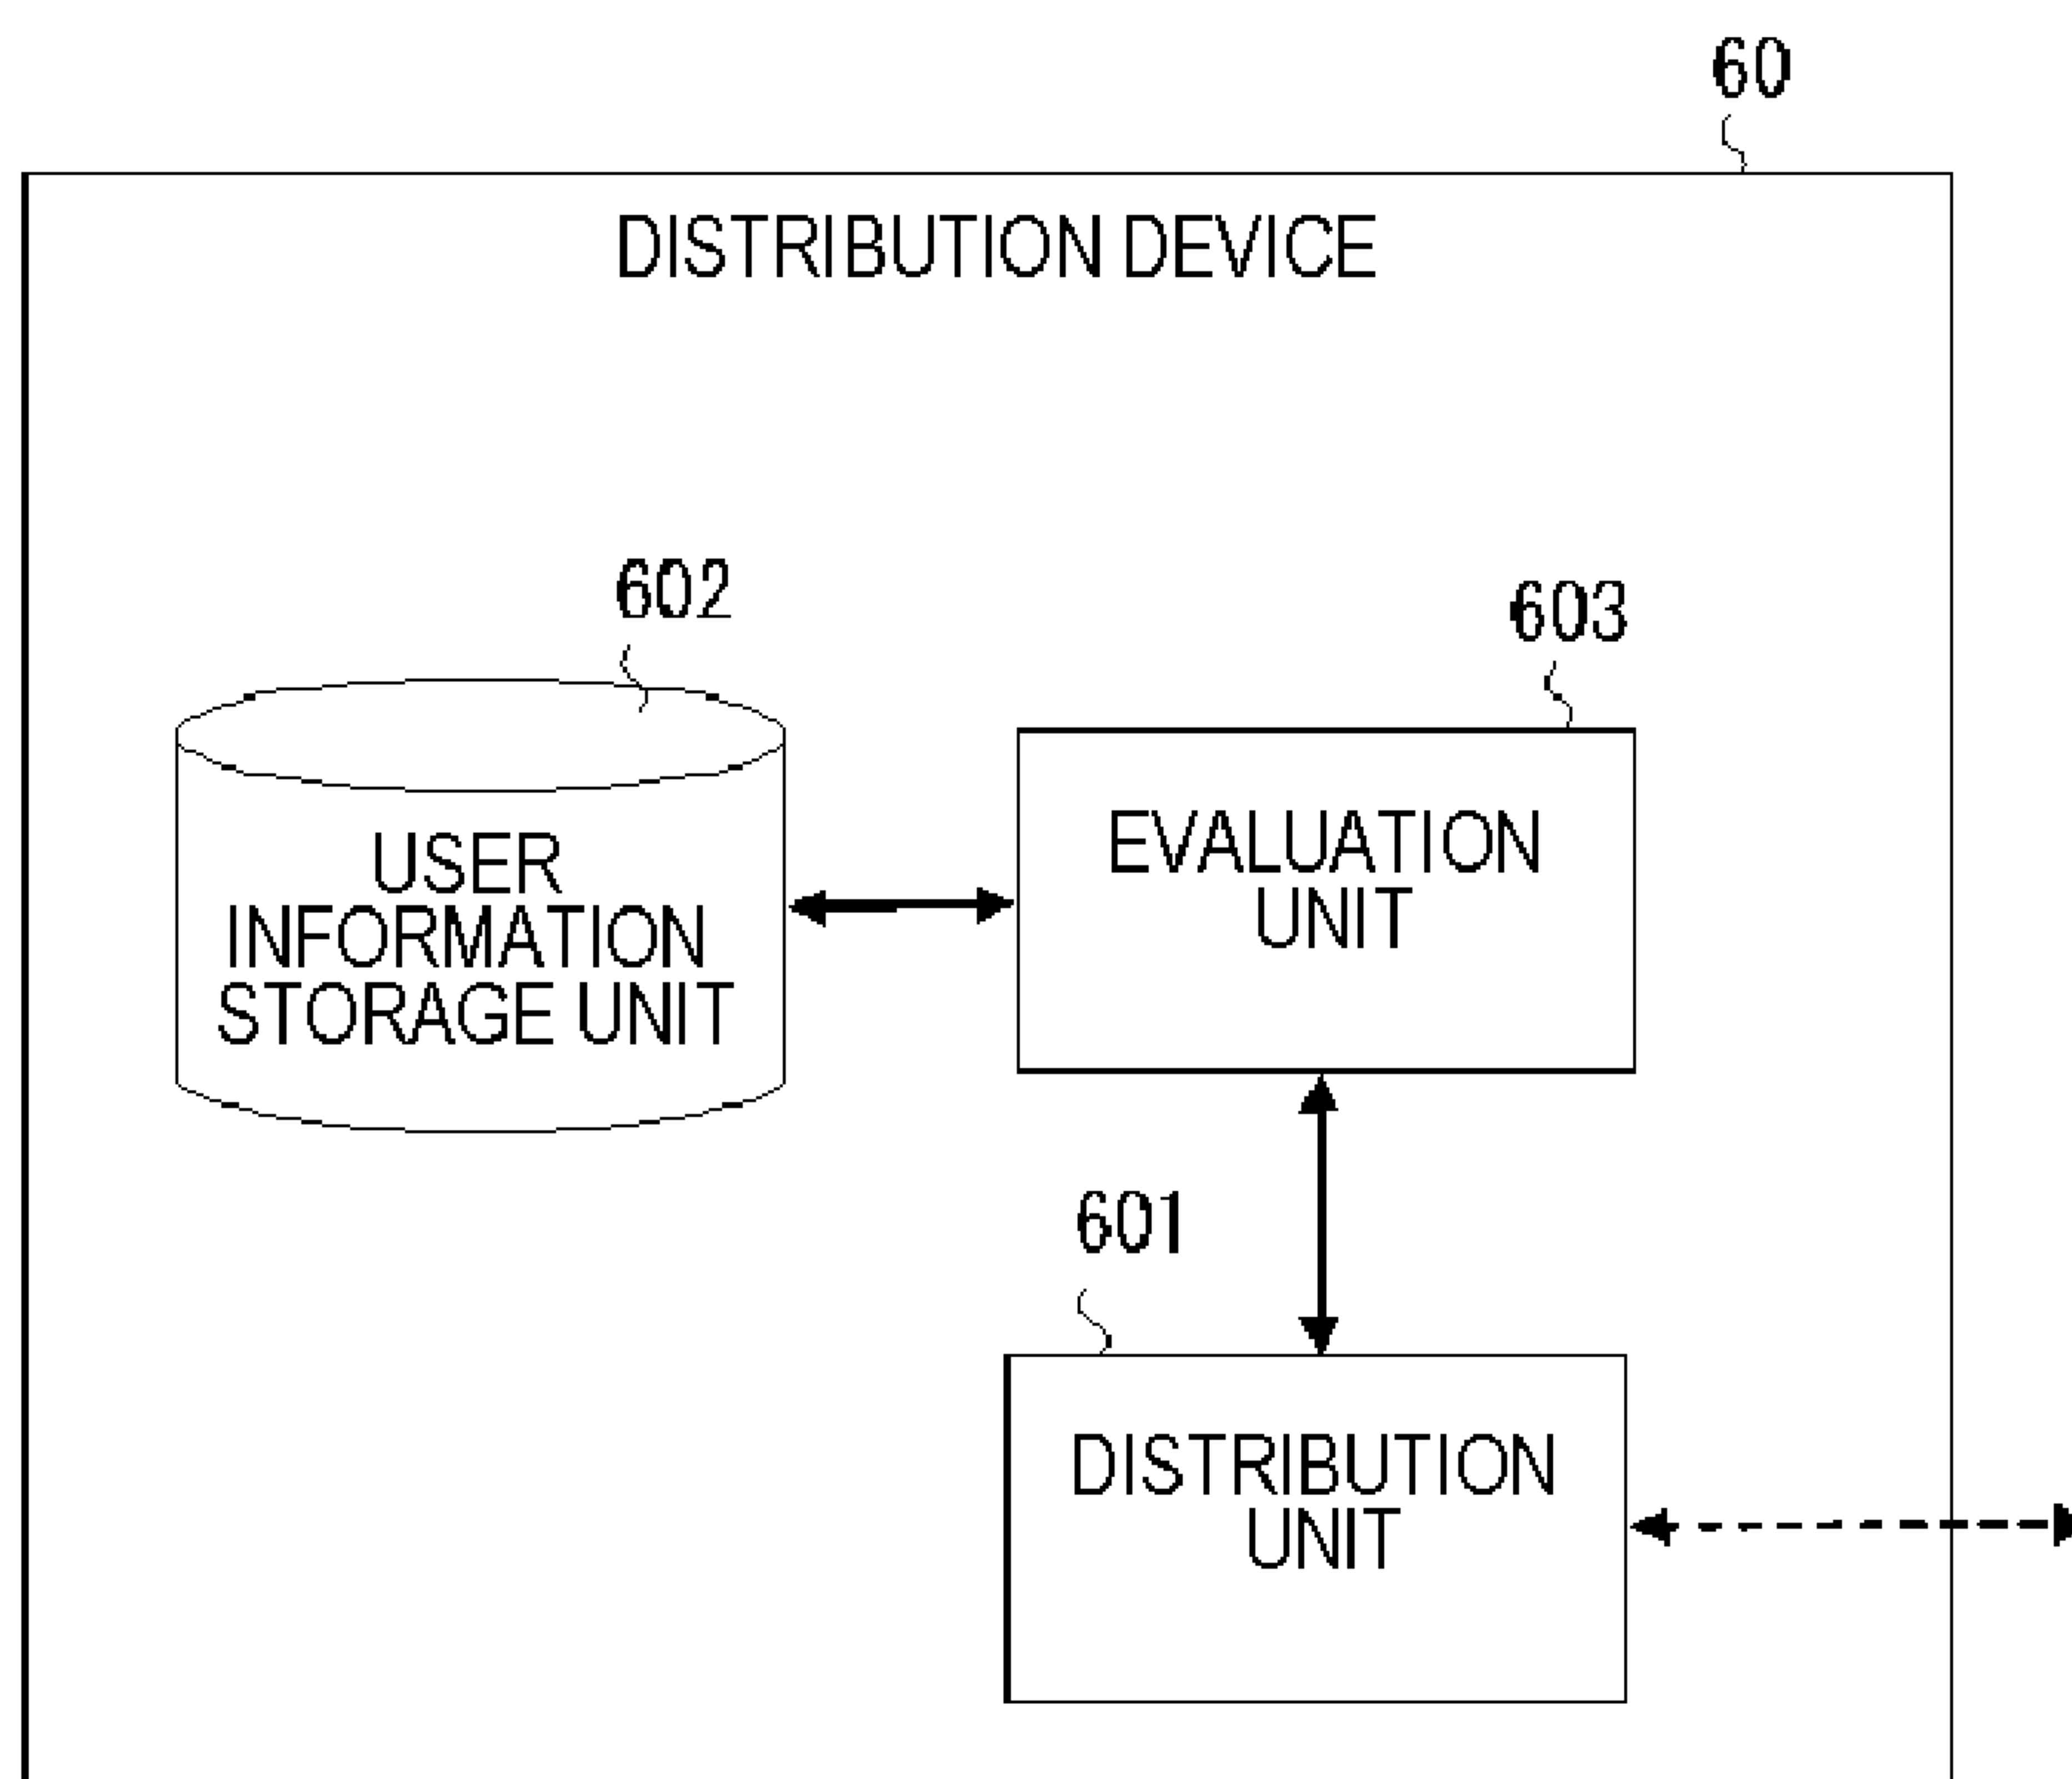 60
DISTRIBUTION DEVICE
602
603
USER
INFORMATION
STORAGE UNIT
EVALUATION
UNIT
601
DISTRIBUTION
UNIT